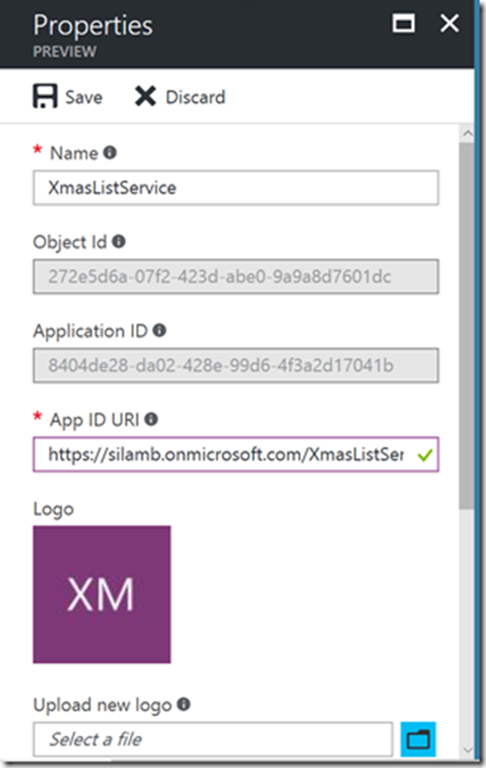 Properties
PREVIEW
Save Discard
* Name
XmasListService
Object Id
272e5d6a-07f2-423d-abe0-9a9a8d7601dc
Application ID
8404de28-da02-428e-99d6-4f3a2d17041b
* App ID URI
https://silamb.onmicrosoft.com/XmasListSer
Logo
XM
Upload new logo
Select a file